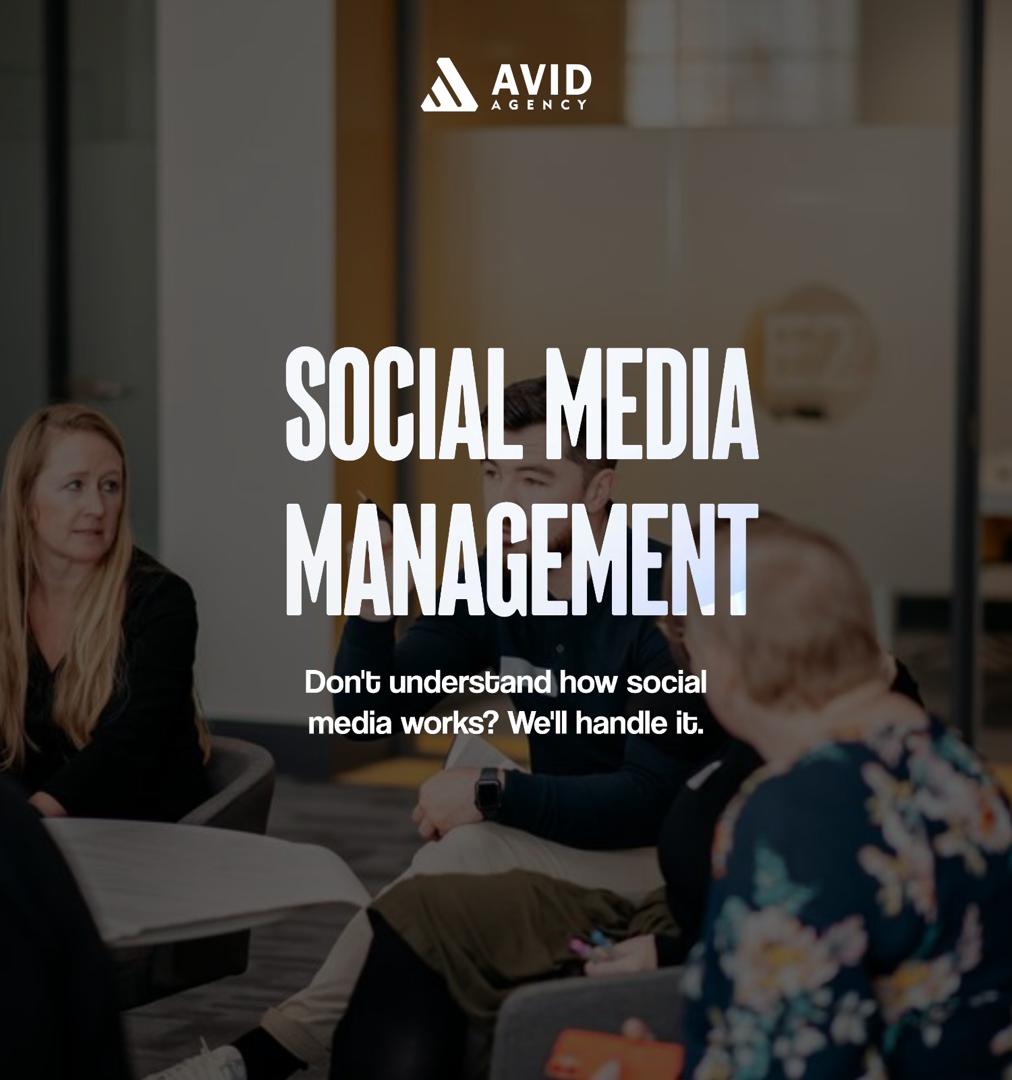 AVID
AGENCY
SOCIAL MEDIA
MANAGEMENT
Don't understand how social
media works? We'll handle it.